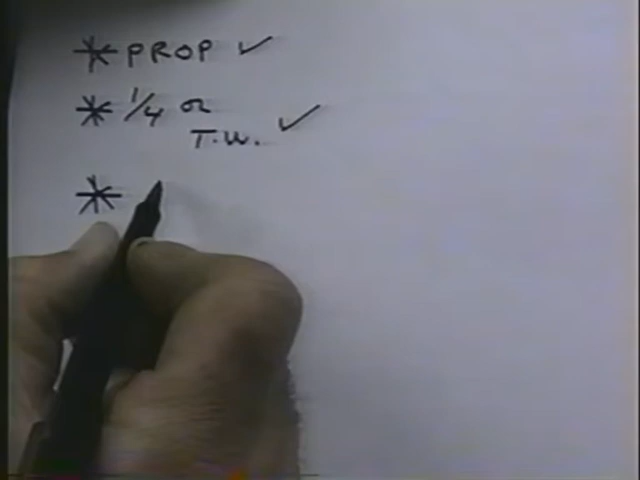 * PROP ✓
* 1/4 or
T.W. ✓
*